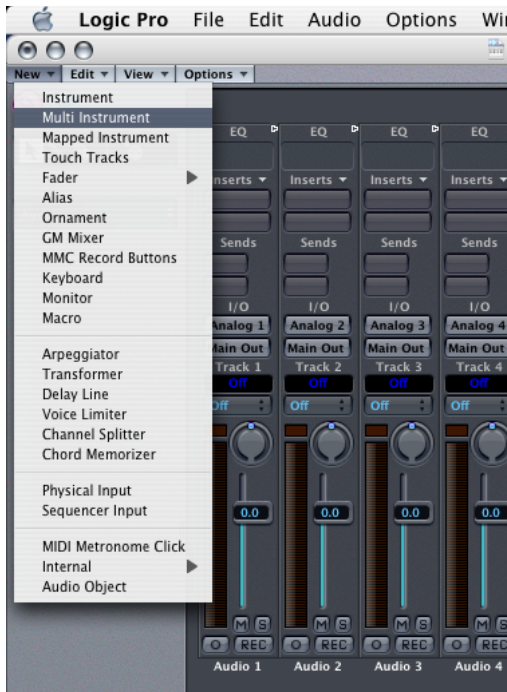 Logic Pro File Edit Audio Options Wi
New Edit View Options
Instrument
Multi Instrument
Mapped Instrument
Touch Tracks
Fader
Alias
Ornament
GM Mixer
MMC Record Buttons
Keyboard
Monitor
Macro
Arpeggiator
Transformer
Delay Line
Voice Limiter
Channel Splitter
Chord Memorizer
Physical Input
Sequencer Input
MIDI Metronome Click
Internal
Audio Object
EQ EQ EQ EQ
nserts Inserts Inserts Inserts
Sends Sends Sends Sends
I/O I/O I/O I/O
Analog 1 Analog 2 Analog 3 Analog 4
Main Out Main Out Main Out Main Out
Track 1 Track 2 Track 3 Track 4
Off Off Off Off
Off Off Off Off
0.0 0.0 0.0 0.0
M S M S M S M S
O REC O REC O REC O REC
Audio 1 Audio 2 Audio 3 Audio 4